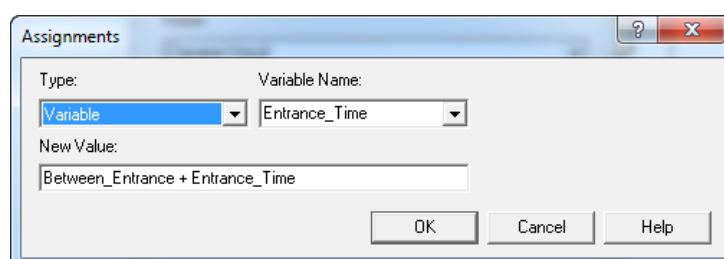 Assignments
Type: Variable Name:
Variable Entrance_Time
New Value:
Between_Entrance + Entrance_Time
OK Cancel Help